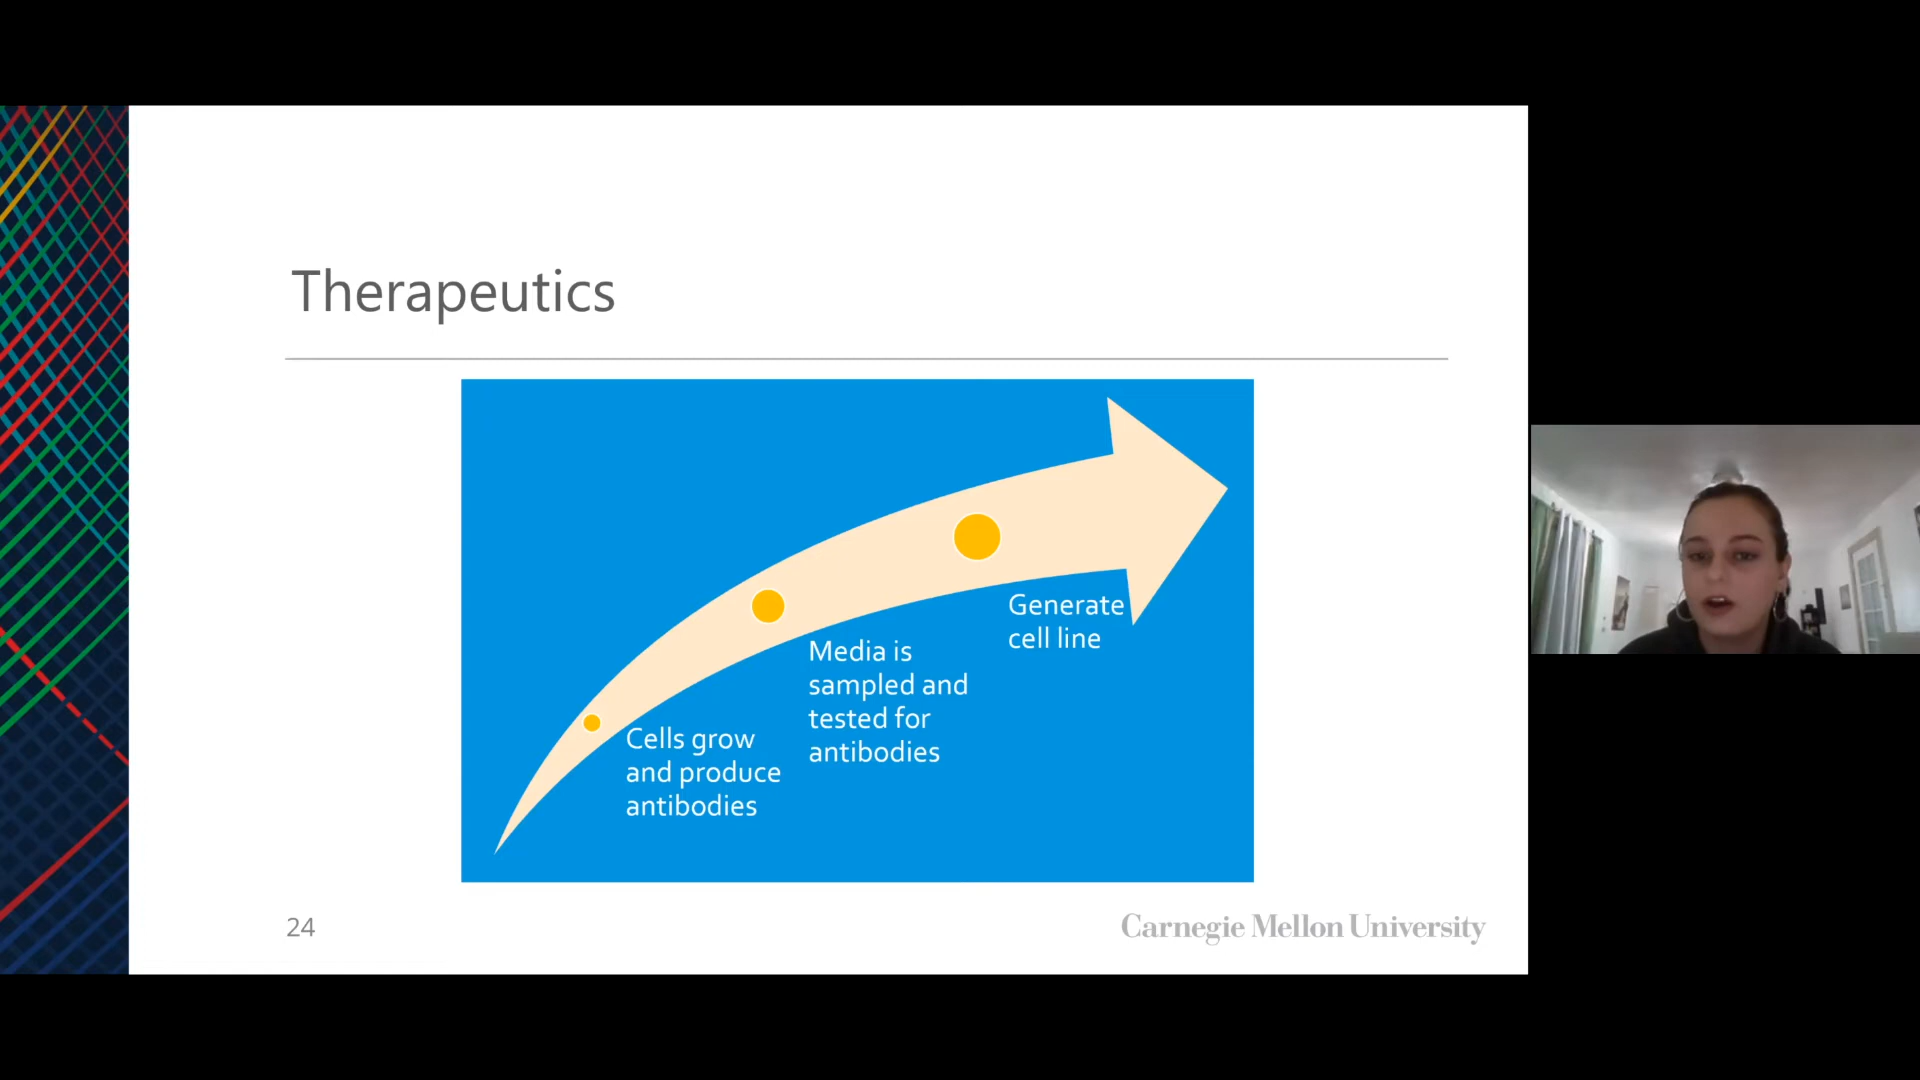 Therapeutics
Cells grow
and produce
antibodies
Media is
sampled and
tested for
antibodies
Generate
cell line
24
Carnegie Mellon University